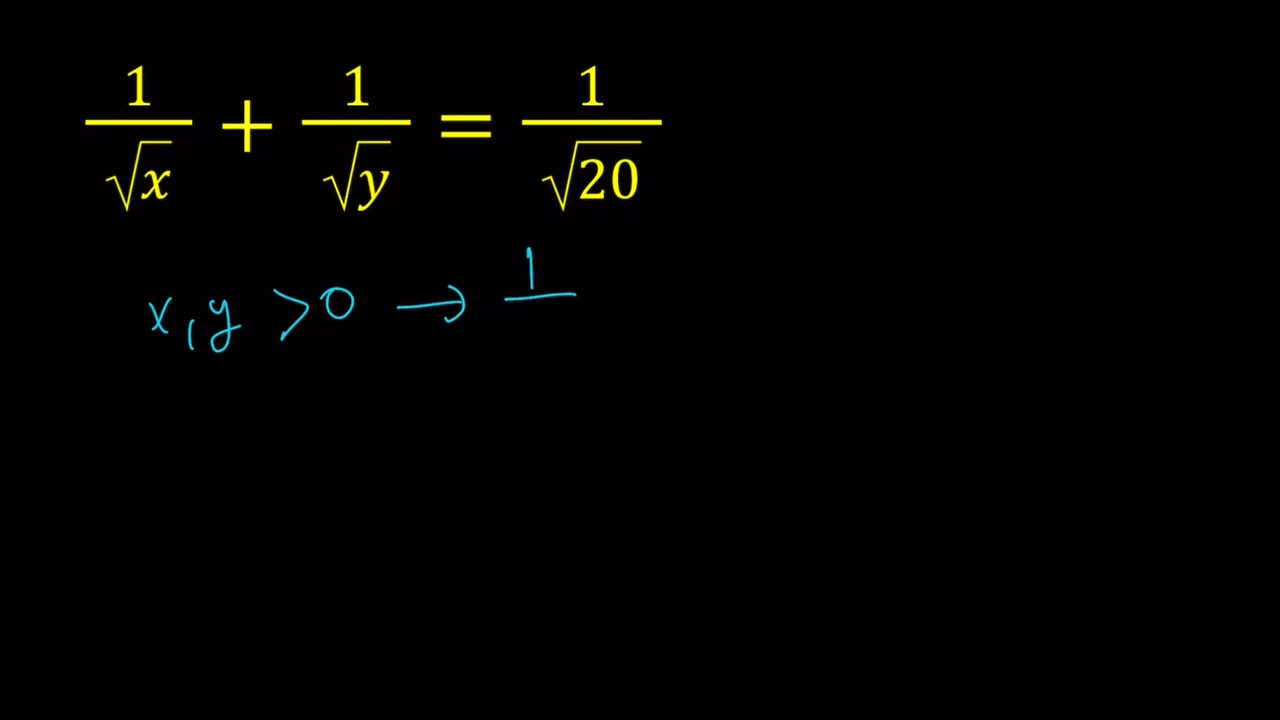 1/√x + 1/√y = 1/√20
x, y > 0 → 1/